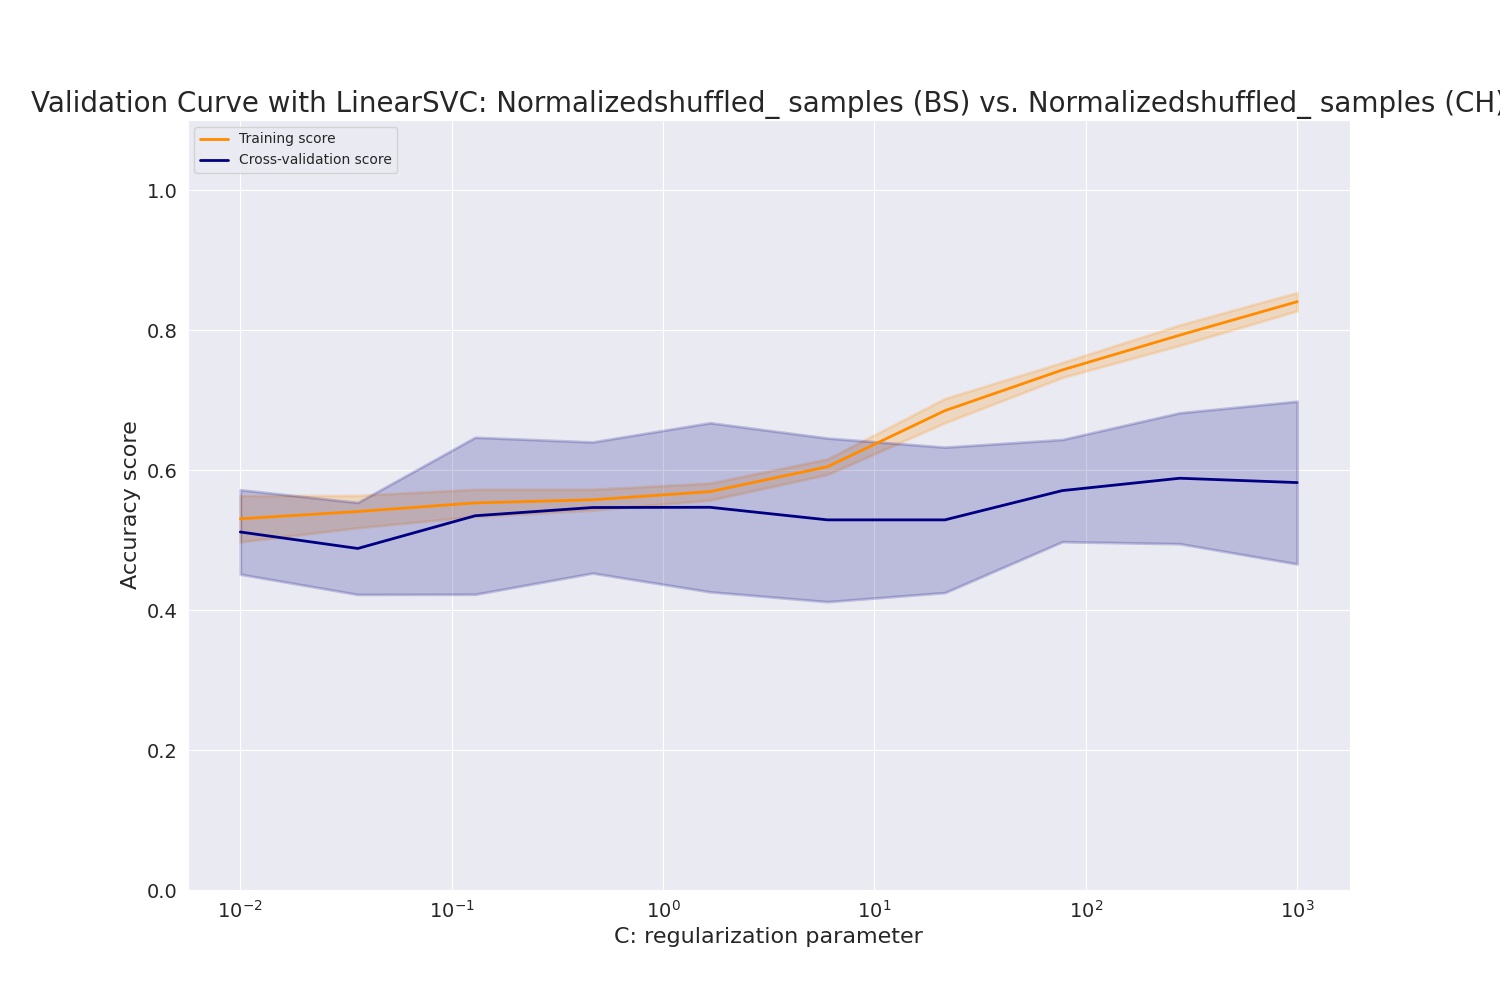 Validation Curve with LinearSVC: Normalizedshuffled_ samples (BS) vs. Normalizedshuffled_ samples (CH)
Training score
Cross-validation score
1.0
0.8
0.6
0.4
0.2
0.0
Accuracy score
10⁻² 10⁻¹ 10⁰ 10¹ 10² 10³
C: regularization parameter